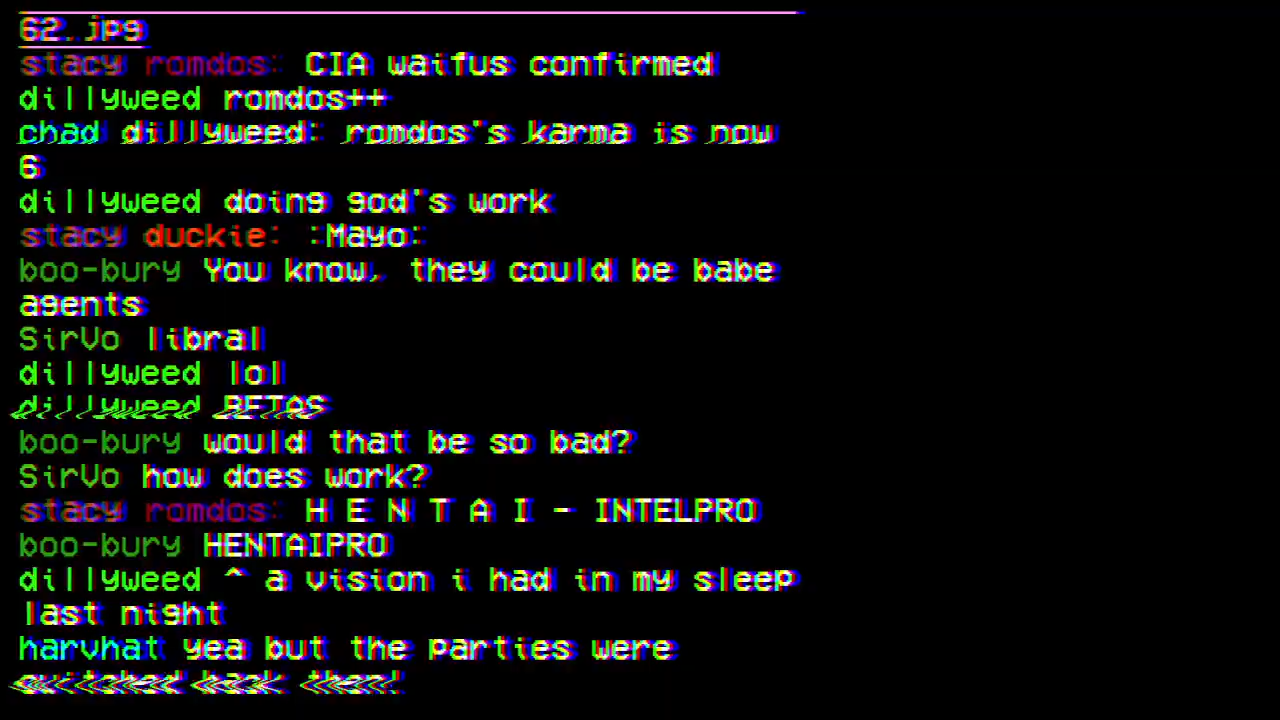 62.jpg
stacy romdos: CIA waifus confirmed
dillyweed romdos++
chad dillyweed: romdos's karma is now
6
dillyweed doing god's work
stacy duckie: :Mayo:
boo-bury You know, they could be babe
agents
SirVo libral
dillyweed lol
dillyweed BETAS
boo-bury would that be so bad?
SirVo how does work?
stacy romdos: H E N T A I - INTELPRO
boo-bury HENTAIPRO
dillyweed ^ a vision i had in my sleep
last night
harvhat yea but the parties were
switched back then!